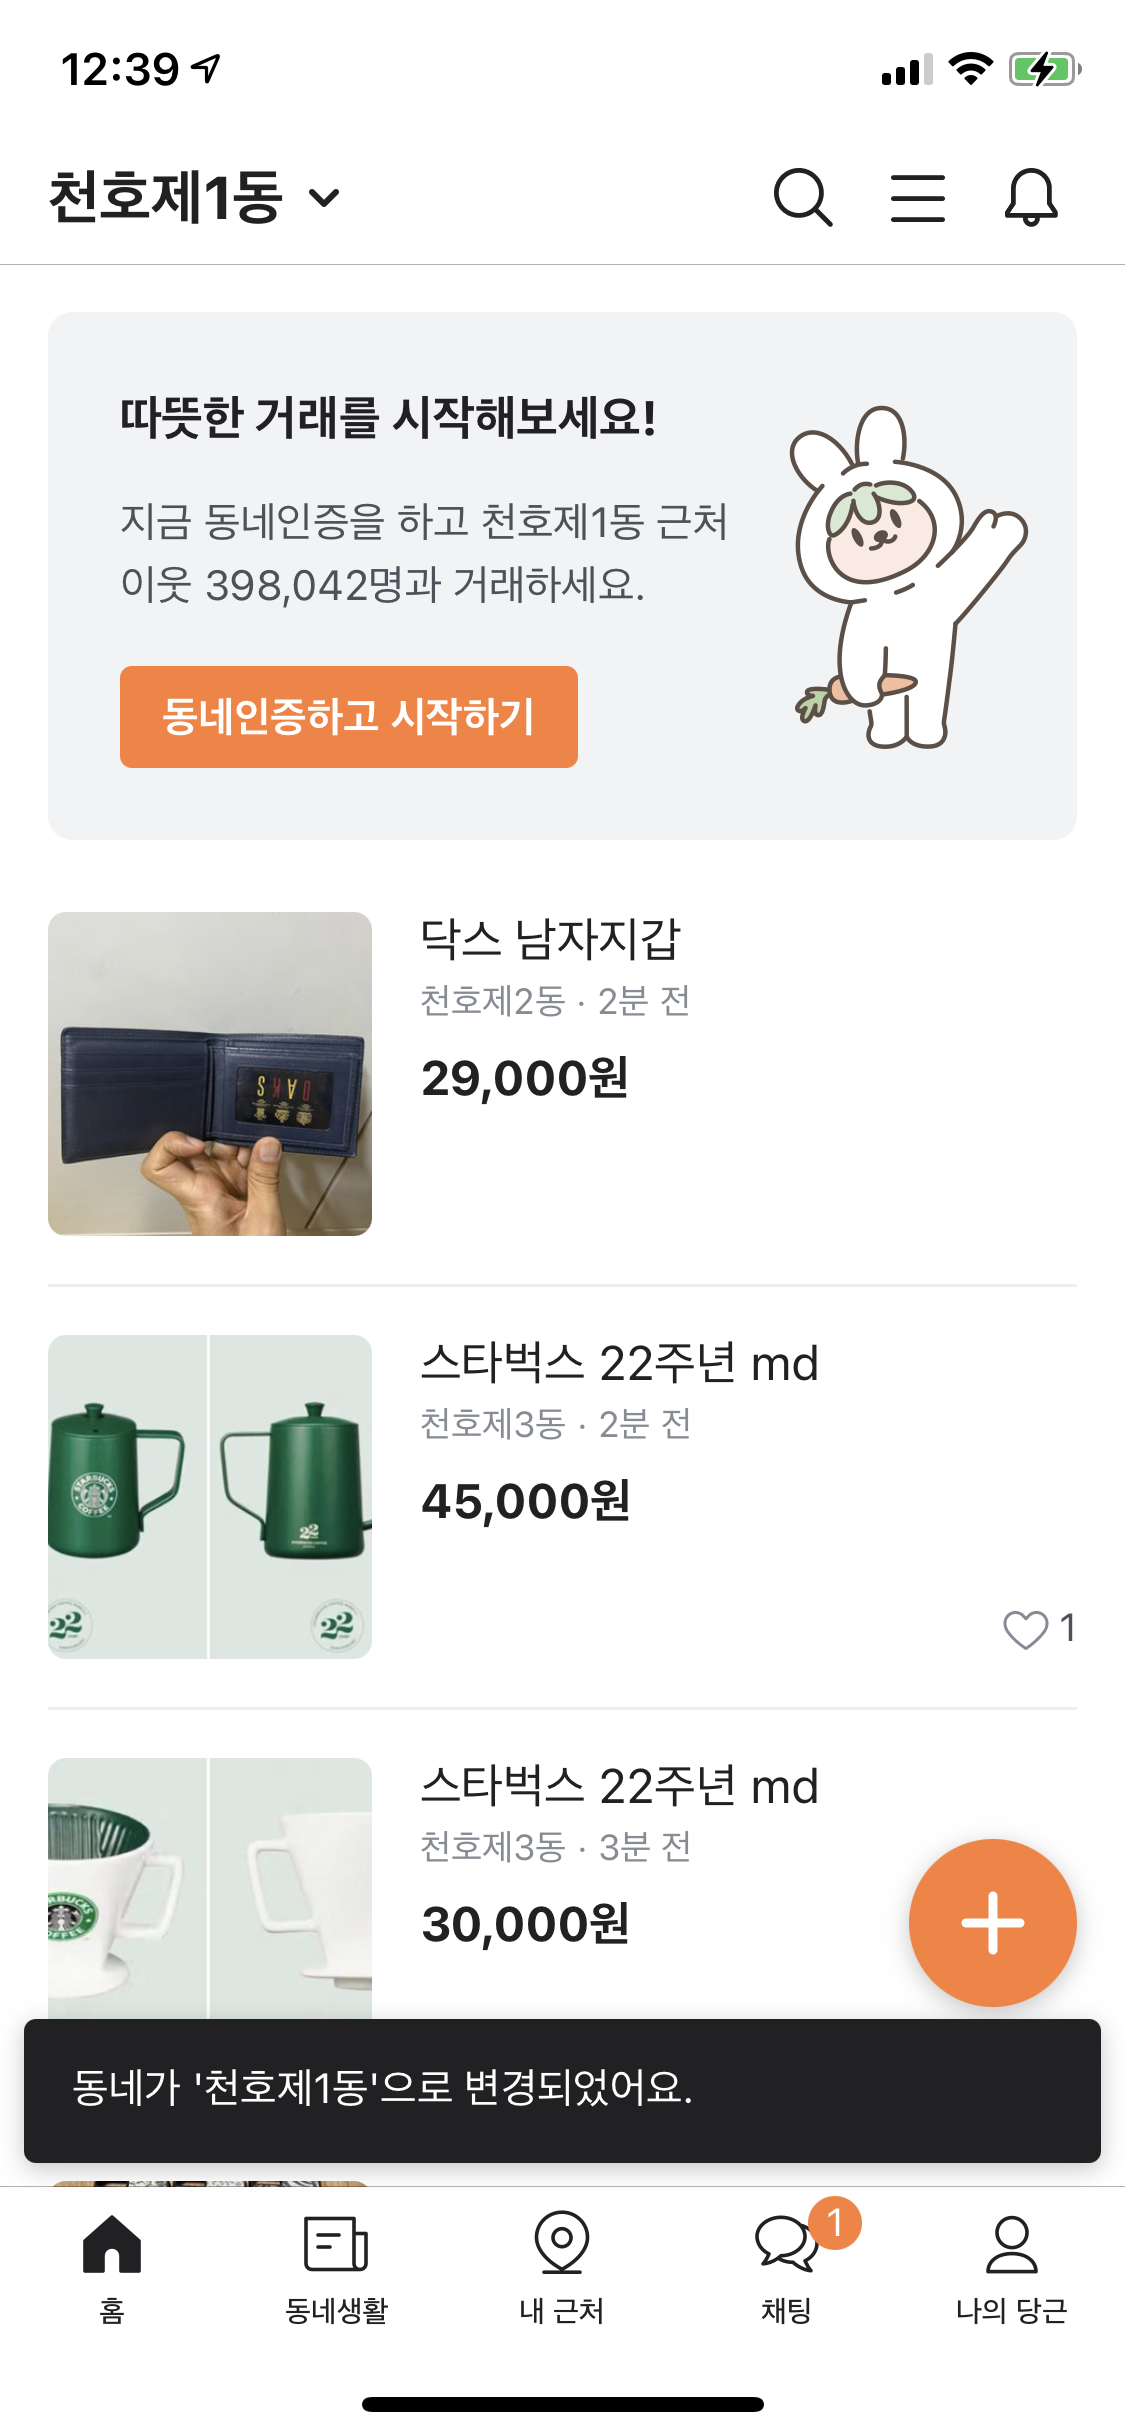 12:39
천호제1동
따뜻한 거래를 시작해보세요!
지금 동네인증을 하고 천호제1동 근처
이웃 398,042명과 거래하세요.
동네인증하고 시작하기
닥스 남자지갑
천호제2동 · 2분 전
29,000원
DAKS
스타벅스 22주년 md
천호제3동 · 2분 전
45,000원
STARBUCKS
COFFEE
22
22
22
1
스타벅스 22주년 md
천호제3동 · 3분 전
30,000원
동네가 '천호제1동'으로 변경되었어요.
1
홈
동네생활
내 근처
채팅
나의 당근